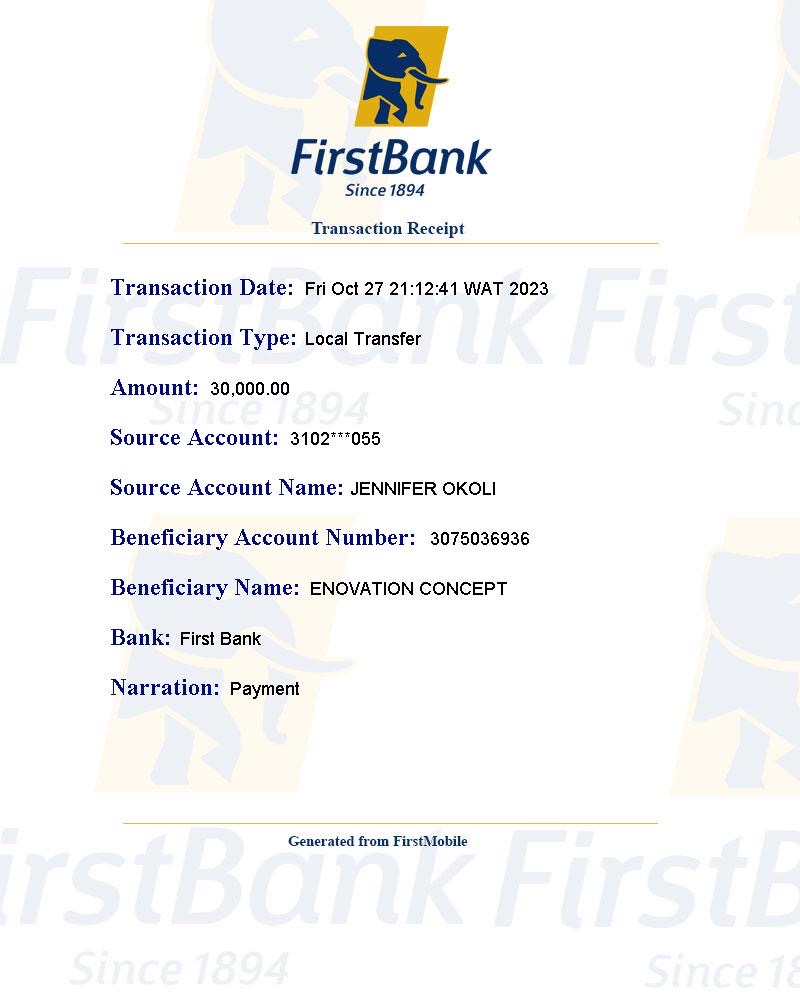 FirstBank
Since 1894
Transaction Receipt
Transaction Date: Fri Oct 27 21:12:41 WAT 2023
Transaction Type: Local Transfer
Amount: 30,000.00
Source Account: 3102***055
Source Account Name: JENNIFER OKOLI
Beneficiary Account Number: 3075036936
Beneficiary Name: ENOVATION CONCEPT
Bank: First Bank
Narration: Payment
Generated from FirstMobile